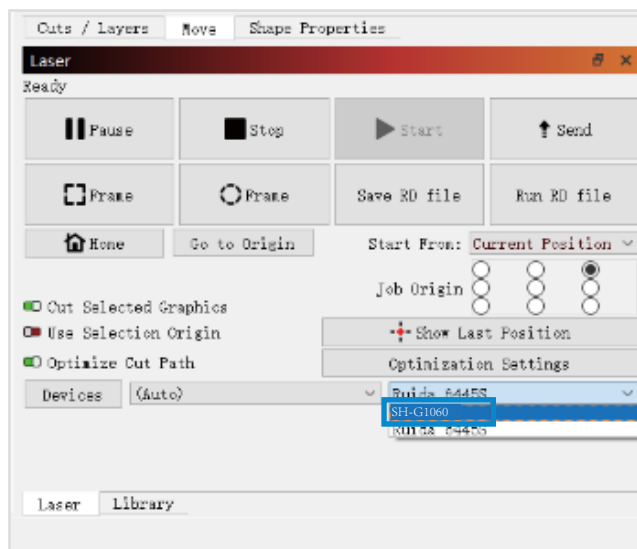 Cuts / Layers Move Shape Properties
Laser
Ready
Pause Stop Start Send
Frame Frame Save RD file Run RD file
Home Go to Origin Start From: Current Position
Job Origin
Cut Selected Graphics
Use Selection Origin Show Last Position
Optimize Cut Path Optimization Settings
Devices (Auto) Ruida 6445S
SH-G1060
Ruida 6445S
Laser Library